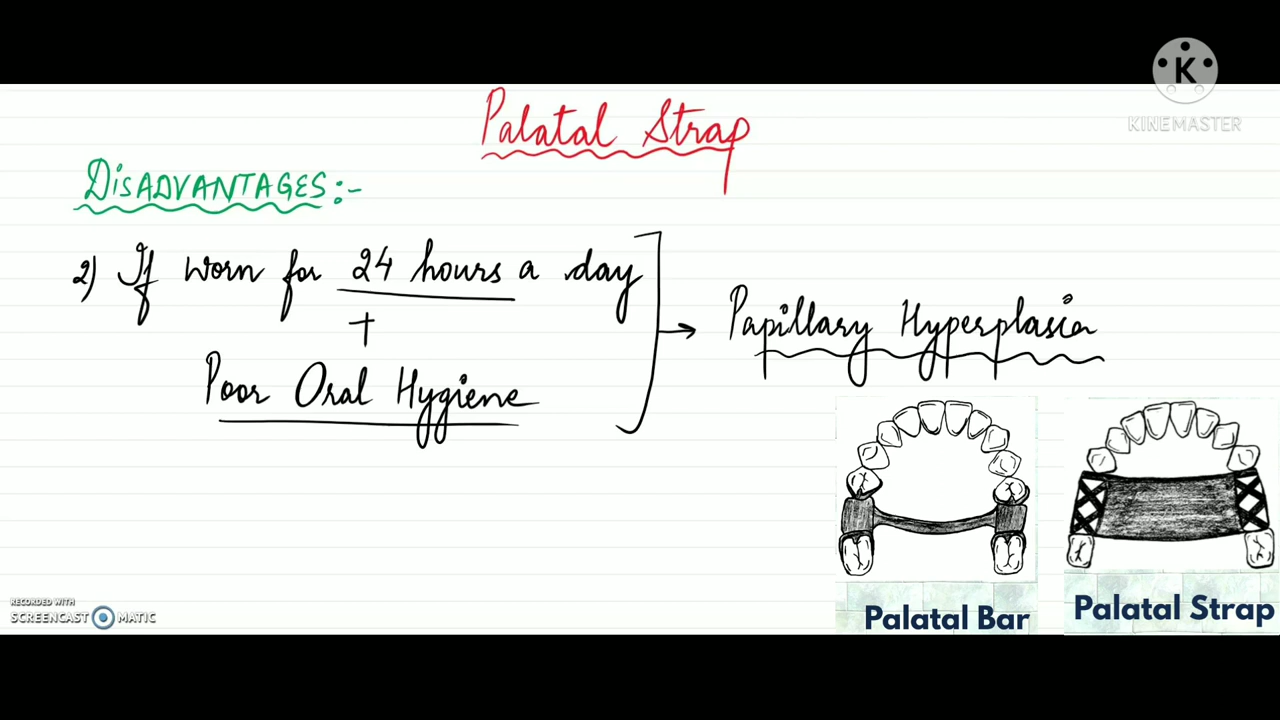 KINEMASTER
Palatal Strap
DISADVANTAGES:-
2) If worn for 24 hours a day
+
Poor Oral Hygiene
→ Papillary Hyperplasia
Palatal Bar
Palatal Strap
RECORDED WITH
SCREENCAST MATIC